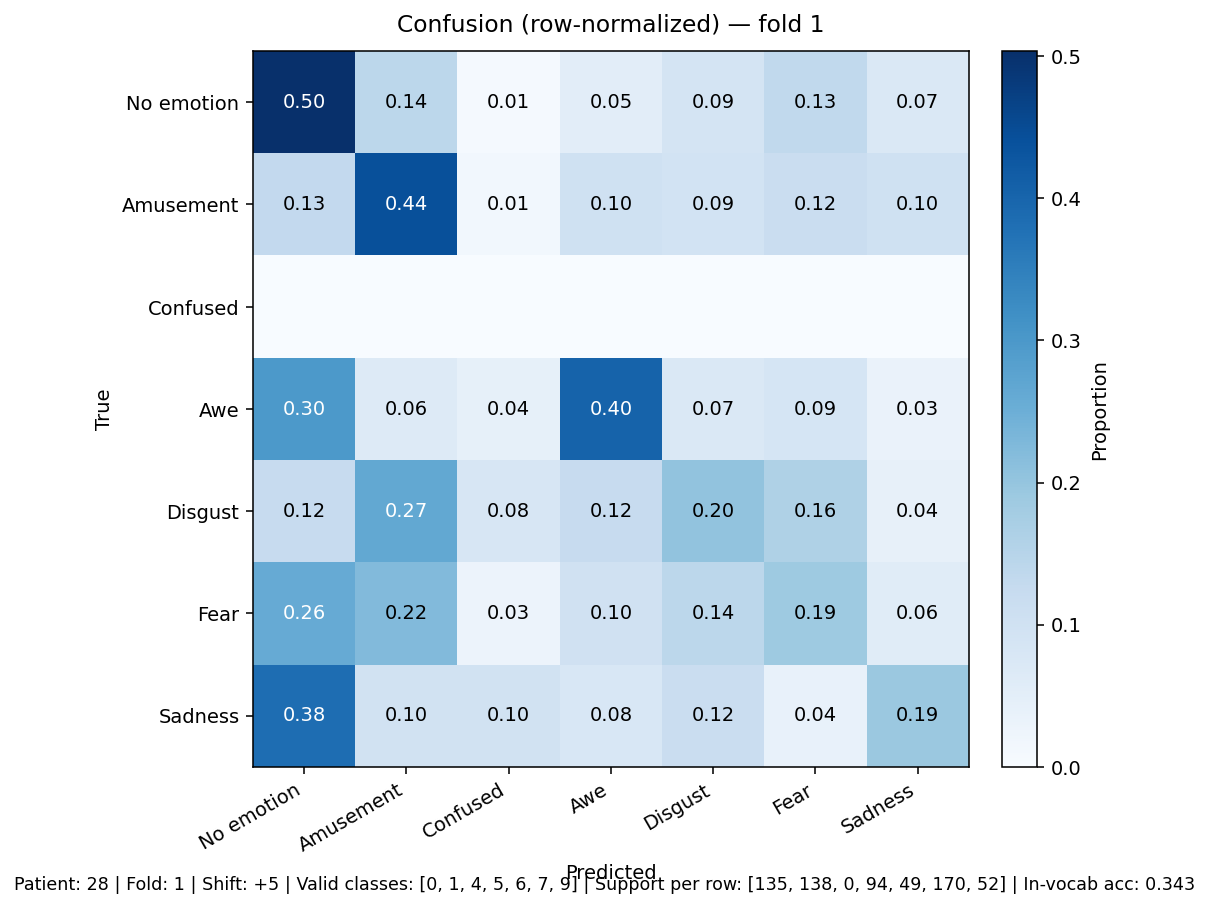 Confusion (row-normalized) — fold 1
No emotion 0.50 0.14 0.01 0.05 0.09 0.13 0.07
Amusement 0.13 0.44 0.01 0.10 0.09 0.12 0.10
Confused
Awe 0.30 0.06 0.04 0.40 0.07 0.09 0.03
Disgust 0.12 0.27 0.08 0.12 0.20 0.16 0.04
Fear 0.26 0.22 0.03 0.10 0.14 0.19 0.06
Sadness 0.38 0.10 0.10 0.08 0.12 0.04 0.19
True
No emotion Amusement Confused Awe Disgust Fear Sadness
Predicted
0.5
0.4
0.3
0.2
0.1
0.0
Proportion
Patient: 28 | Fold: 1 | Shift: +5 | Valid classes: [0, 1, 4, 5, 6, 7, 9] | Support per row: [135, 138, 0, 94, 49, 170, 52] | In-vocab acc: 0.343